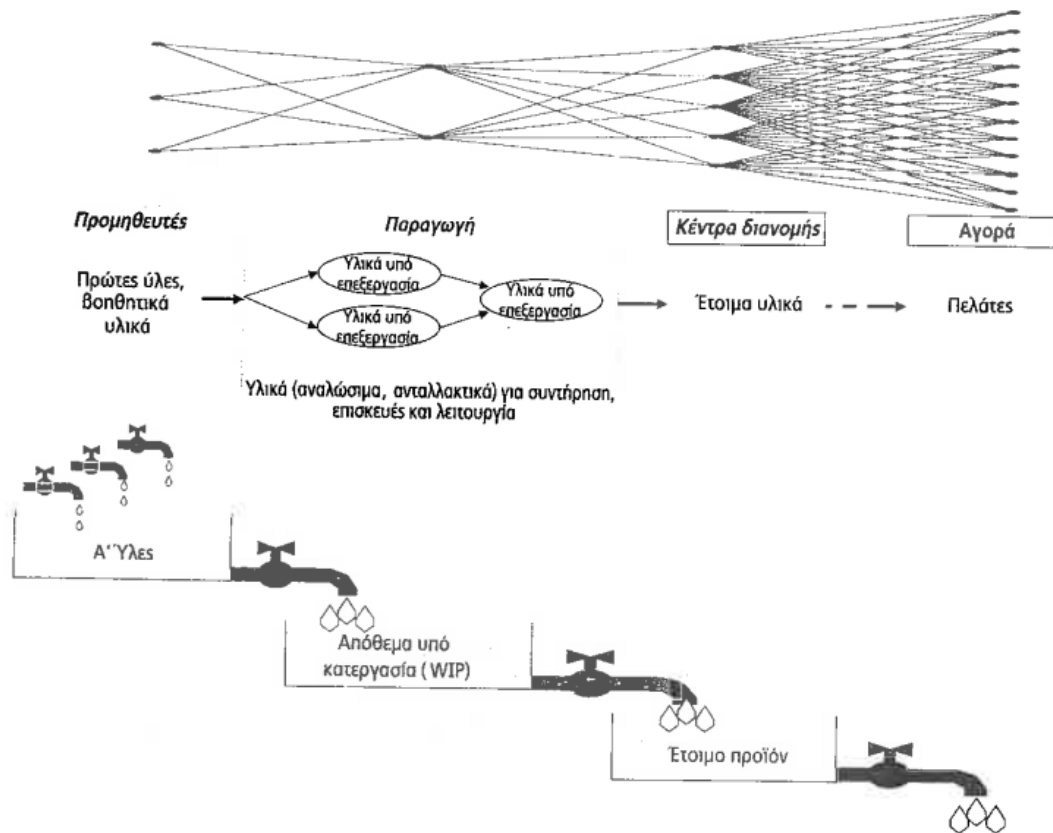 Προμηθευτές
Παραγωγή
Κέντρα διανομής
Αγορά
Πρώτες ύλες,
βοηθητικά
υλικά
Υλικά υπό
επεξεργασία
Υλικά υπό
επεξεργασία
Υλικά υπό
επεξεργασία
Έτοιμα υλικά
Πελάτες
Υλικά (αναλώσιμα, ανταλλακτικά) για συντήρηση,
επισκευές και λειτουργία
Α' Ύλες
Απόθεμα υπό
κατεργασία (WIP)
Έτοιμο προϊόν